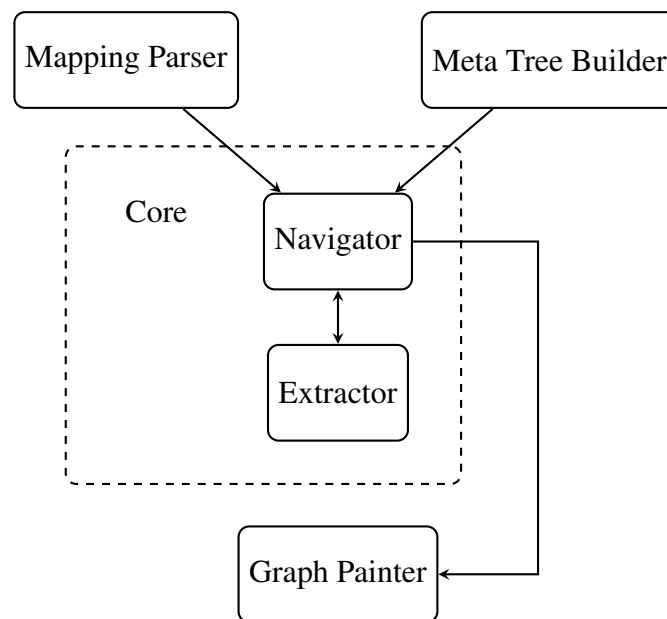 Mapping Parser
Meta Tree Builder
Core
Navigator
Extractor
Graph Painter